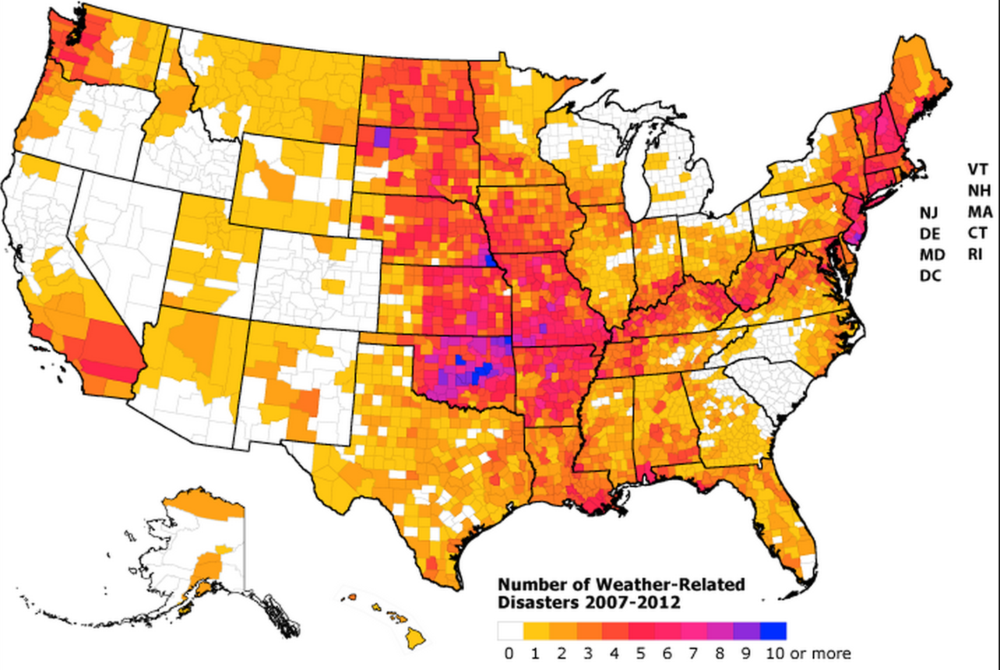 VT
NH
NJ MA
DE CT
MD RI
DC
Number of Weather-Related
Disasters 2007-2012
0 1 2 3 4 5 6 7 8 9 10 or more